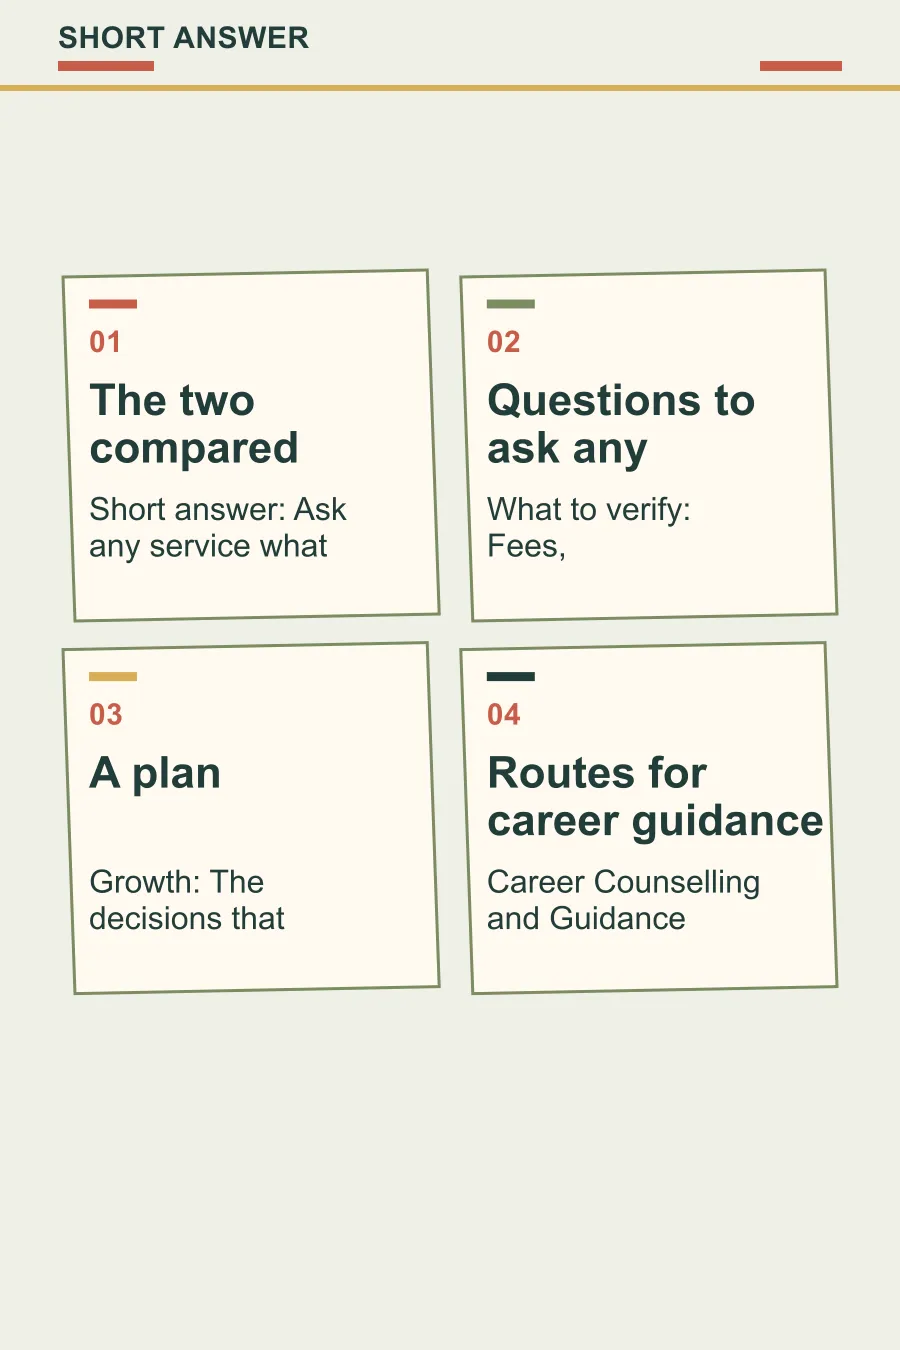 SHORT ANSWER
01
The two
compared
Short answer: Ask
any service what
02
Questions to
ask any
What to verify:
Fees,
03
A plan
Growth: The
decisions that
04
Routes for
career guidance
Career Counselling
and Guidance